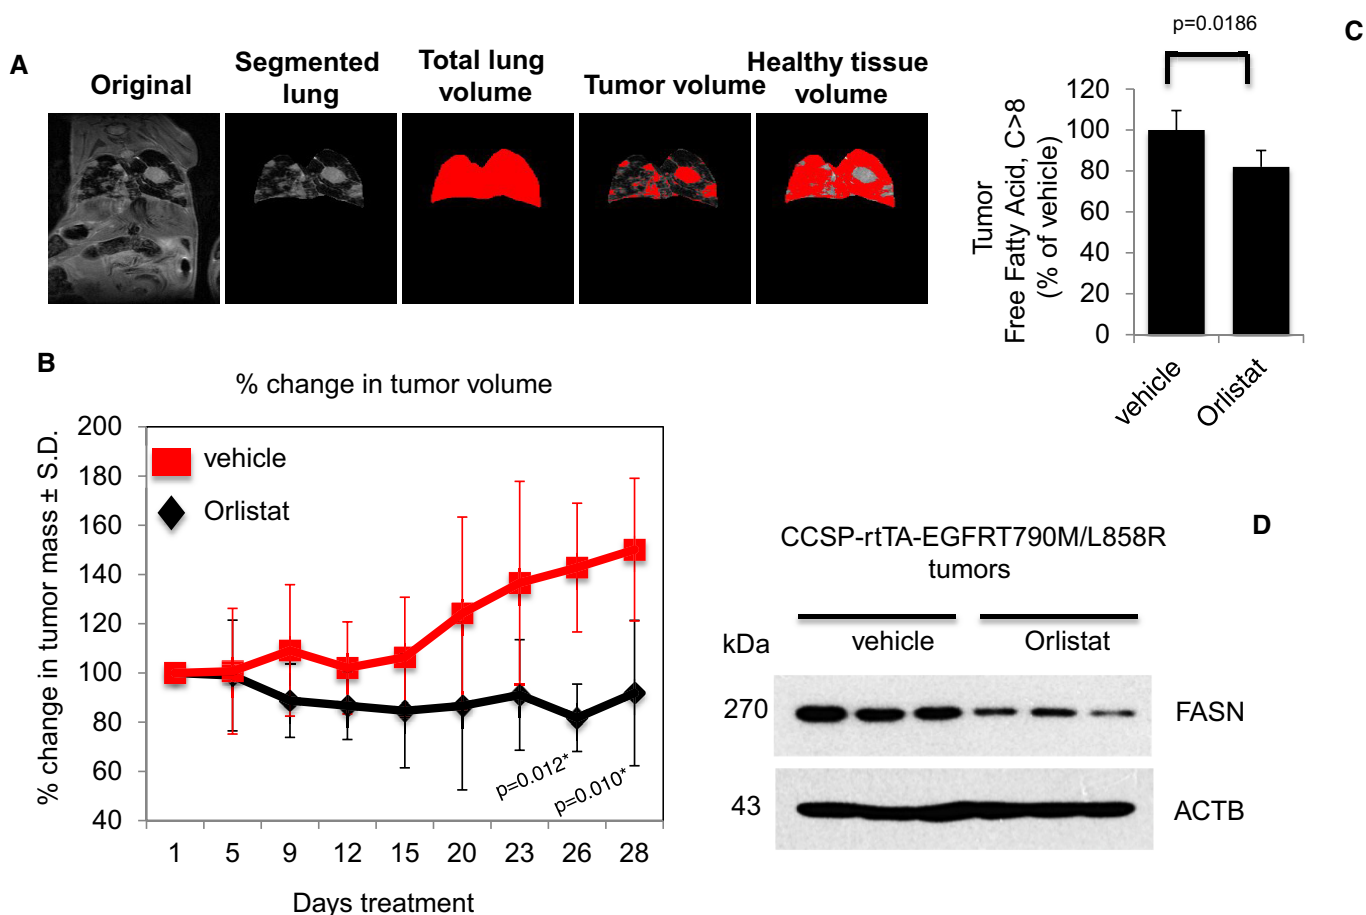 A
Original
Segmented
lung
Total lung
volume
Tumor volume
Healthy tissue
volume
C
p=0.0186
Tumor
Free Fatty Acid, C>8
(% of vehicle)
120
100
80
60
40
20
0
vehicle
Orlistat
B
% change in tumor volume
% change in tumor mass ± S.D.
200
180
160
140
120
100
80
60
40
vehicle
Orlistat
p=0.012*
p=0.010*
1 5 9 12 15 20 23 26 28
Days treatment
D
CCSP-rtTA-EGFRT790M/L858R
tumors
kDa vehicle Orlistat
270 FASN
43 ACTB